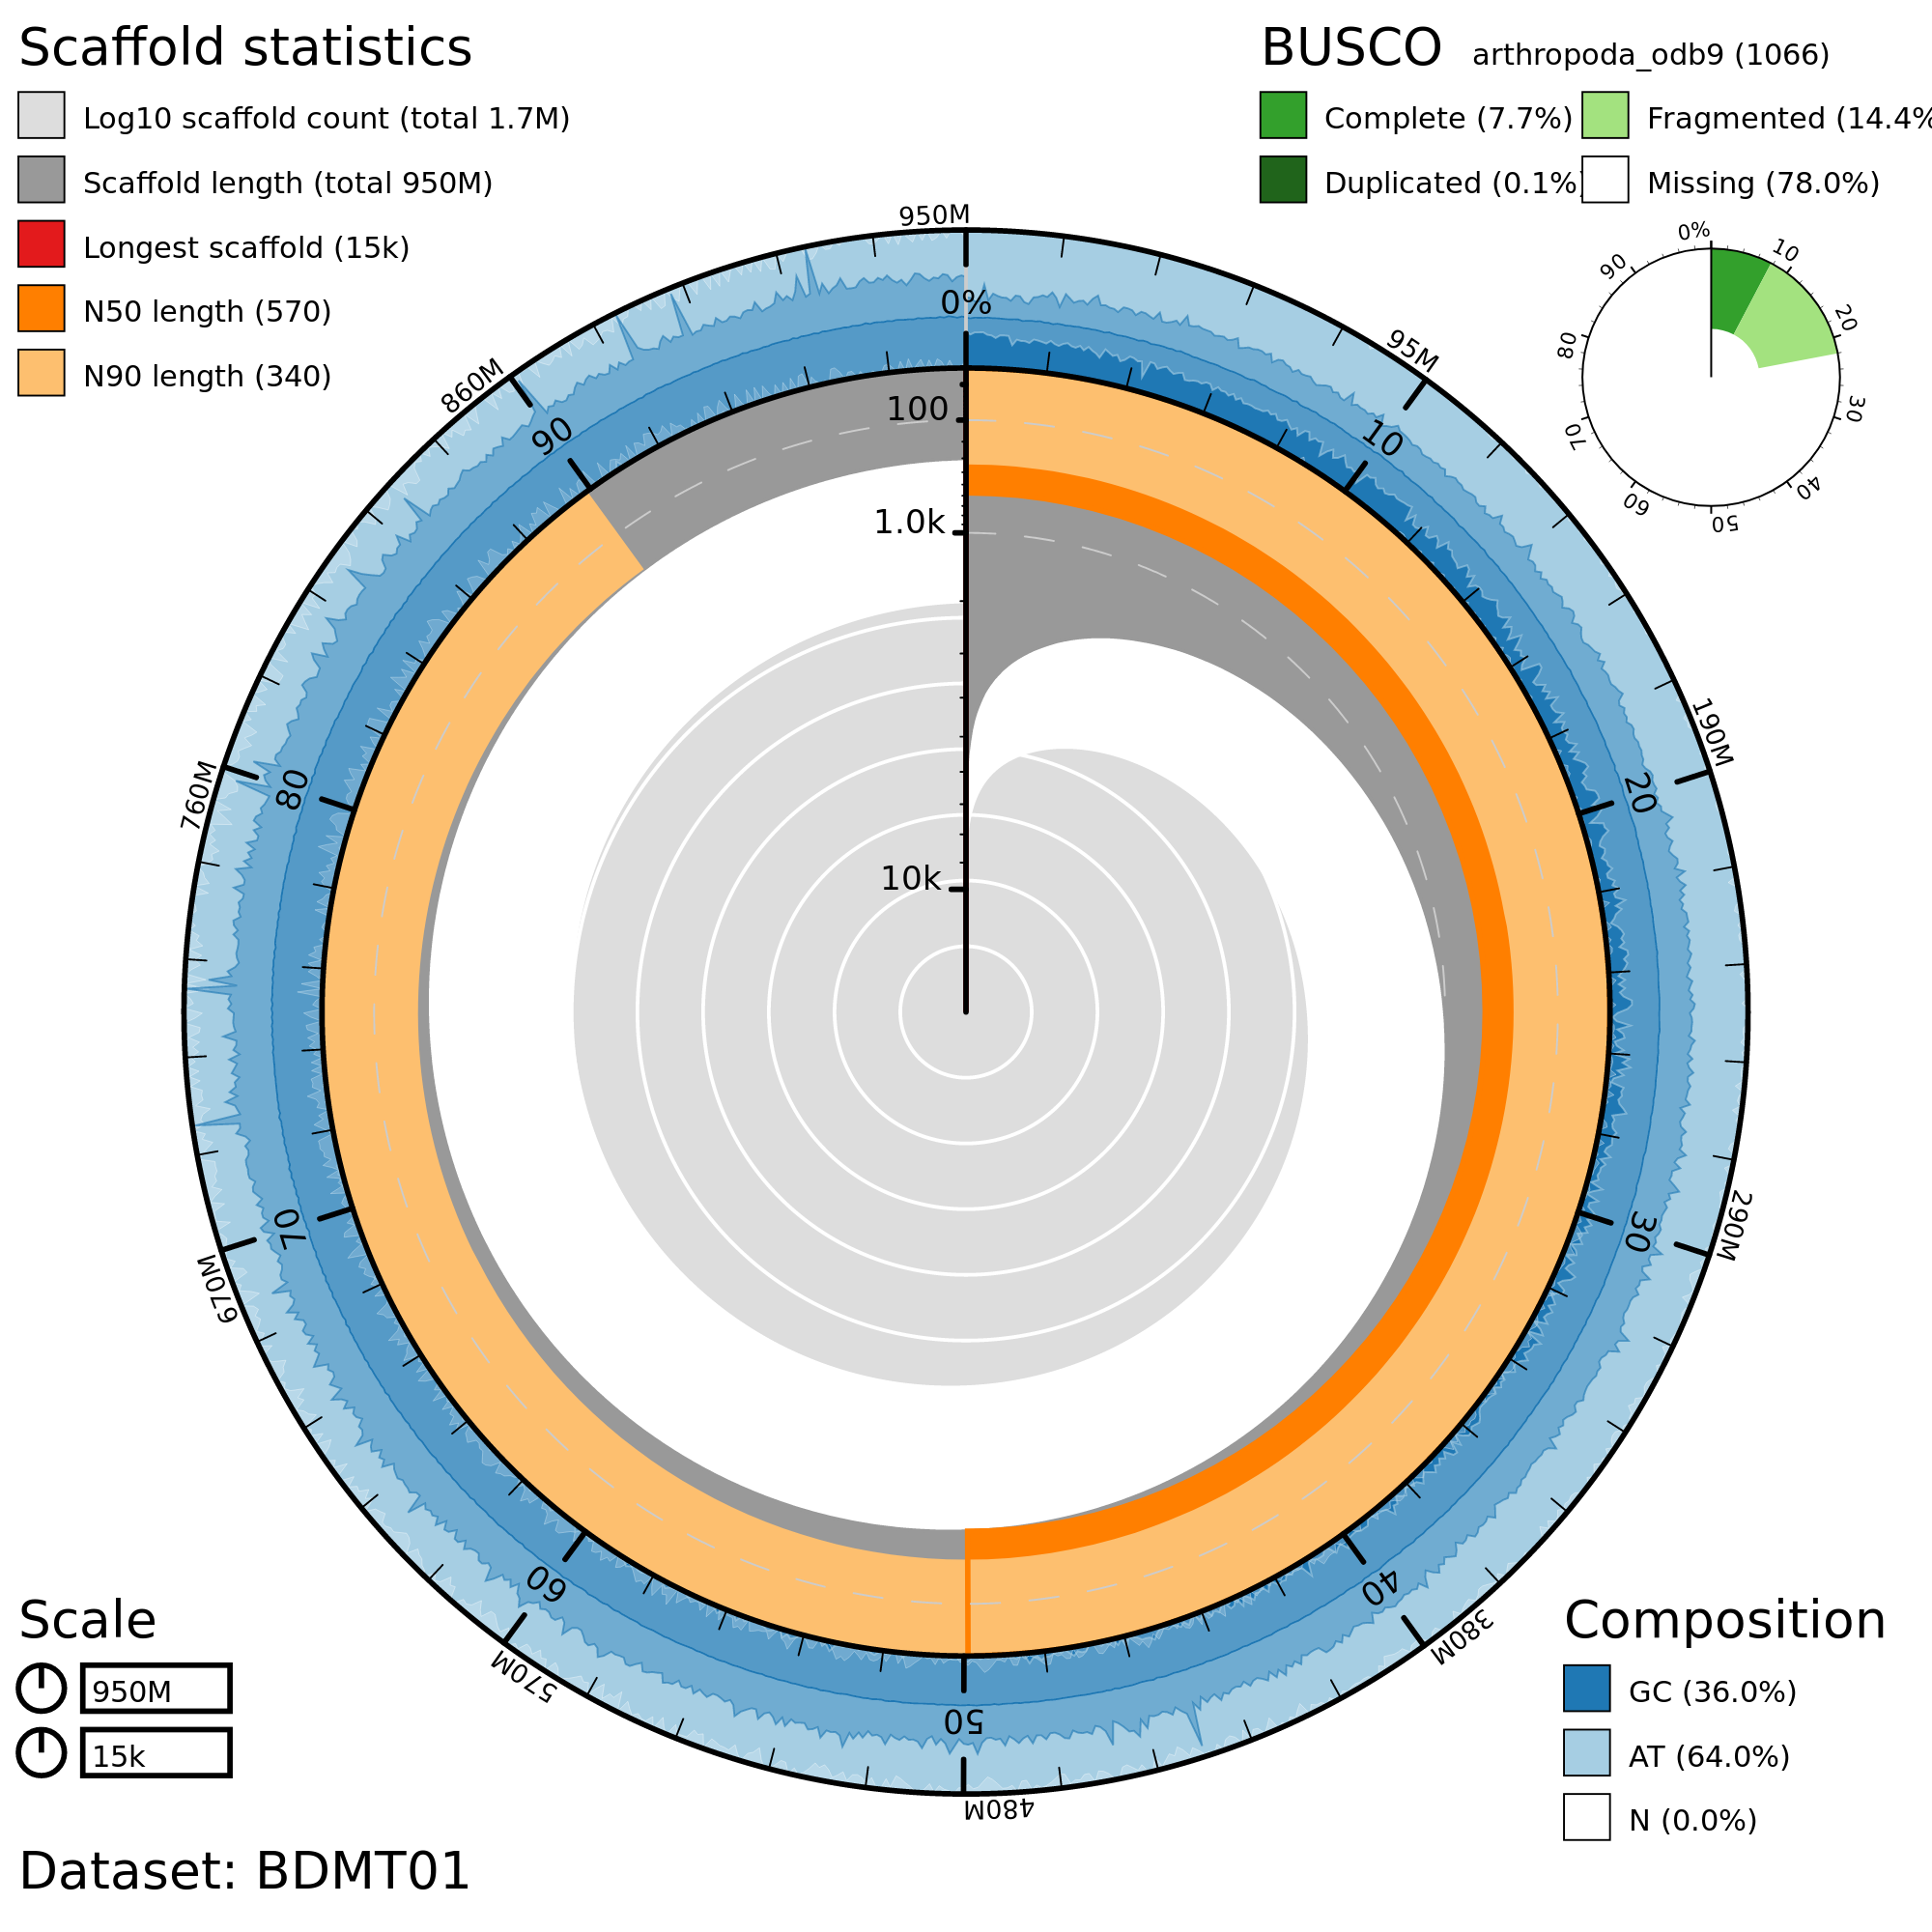 Scaffold statistics
Log10 scaffold count (total 1.7M)
Scaffold length (total 950M)
Longest scaffold (15k)
N50 length (570)
N90 length (340)
BUSCO arthropoda_odb9 (1066)
Complete (7.7%) Fragmented (14.4%
Duplicated (0.1%) Missing (78.0%)
0%
10
20
30
40
50
60
70
80
90
950M
95M
190M
290M
380M
480M
570M
670M
760M
860M
0%
10
20
30
40
50
60
70
80
90
100
1.0k
10k
Scale
950M
15k
Composition
GC (36.0%)
AT (64.0%)
N (0.0%)
Dataset: BDMT01